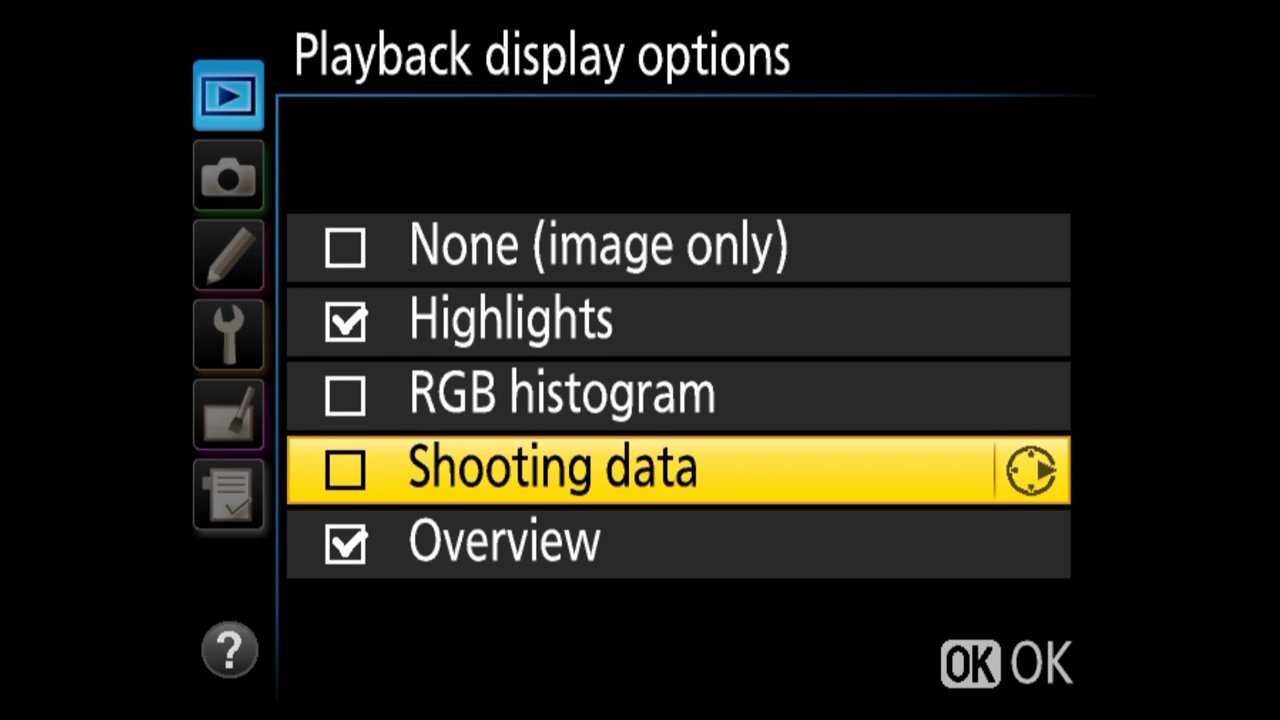 Playback display options
None (image only)
Highlights
RGB histogram
Shooting data
Overview
? OK OK